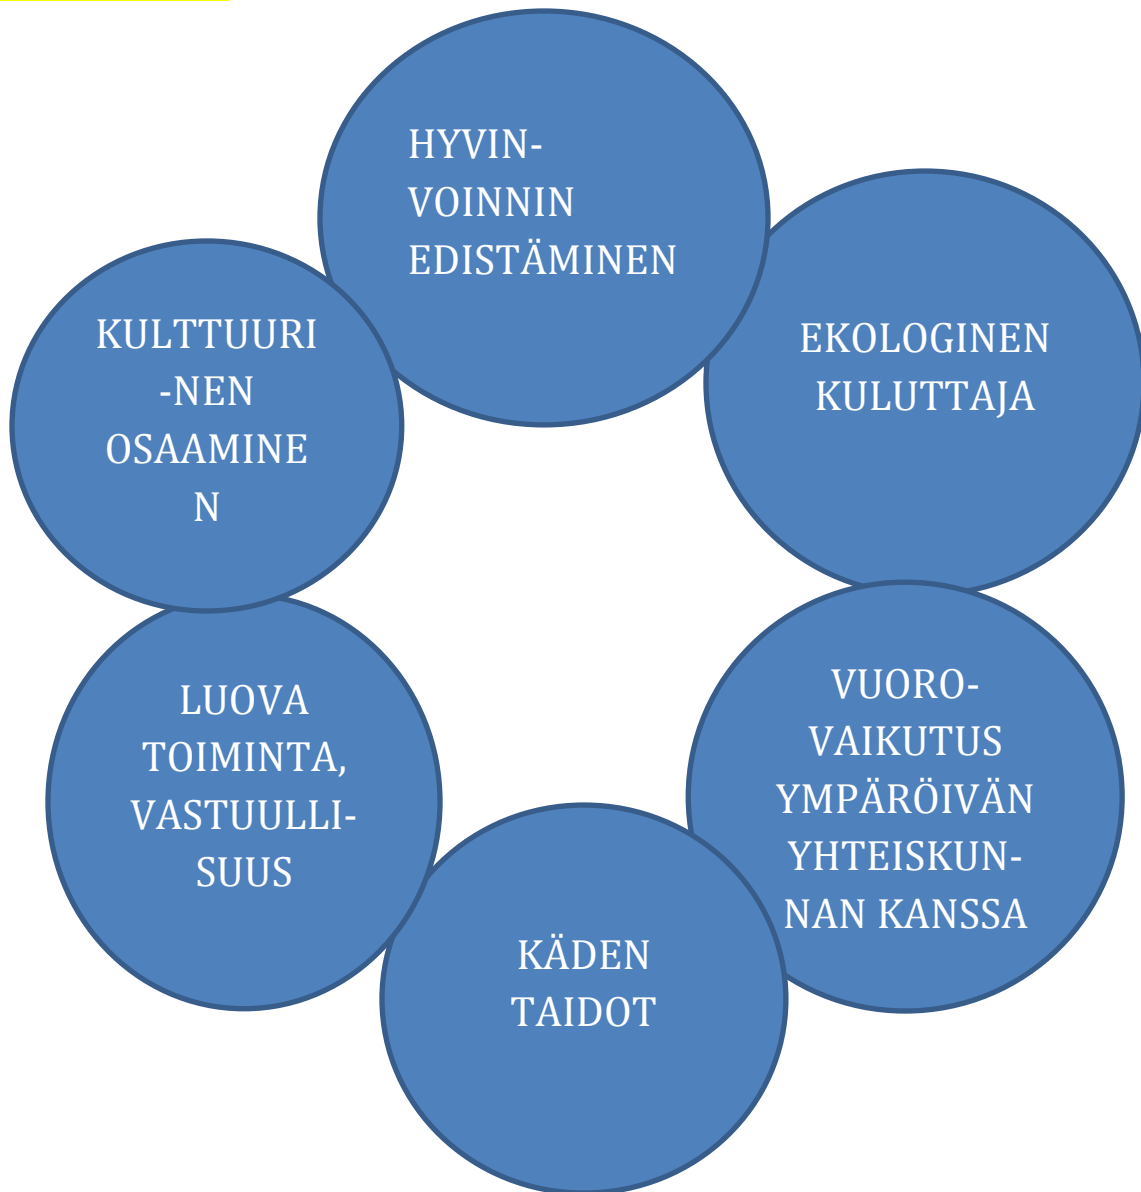 HYVIN-
VOINNIN
EDISTÄMINEN
EKOLOGINEN
KULUTTAJA
VUORO-
VAIKUTUS
YMPÄRÖIVÄN
YHTEISKUN-
NAN KANSSA
KÄDEN
TAIDOT
LUOVA
TOIMINTA,
VASTUULLI-
SUUS
KULTTUURI
-NEN
OSAAMINE
N